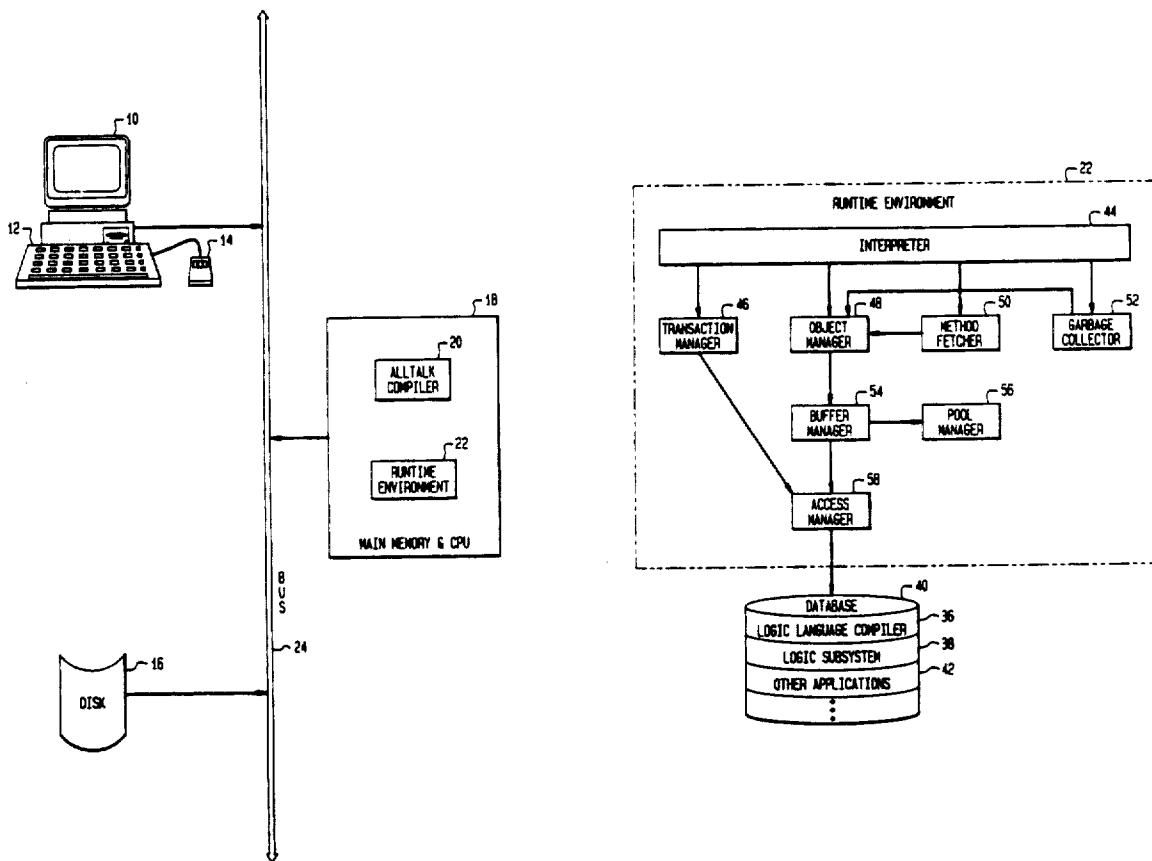 10
12
14
18
20
ALLTALK
COMPILER
22
RUNTIME
ENVIRONMENT
MAIN MEMORY & CPU
BUS
24
16
DISK
22
RUNTIME ENVIRONMENT
44
INTERPRETER
46
TRANSACTION
MANAGER
48
OBJECT
MANAGER
50
METHOD
FETCHER
52
GARBAGE
COLLECTOR
54
BUFFER
MANAGER
56
POOL
MANAGER
58
ACCESS
MANAGER
40
DATABASE
36
LOGIC LANGUAGE COMPILER
38
LOGIC SUBSYSTEM
42
OTHER APPLICATIONS